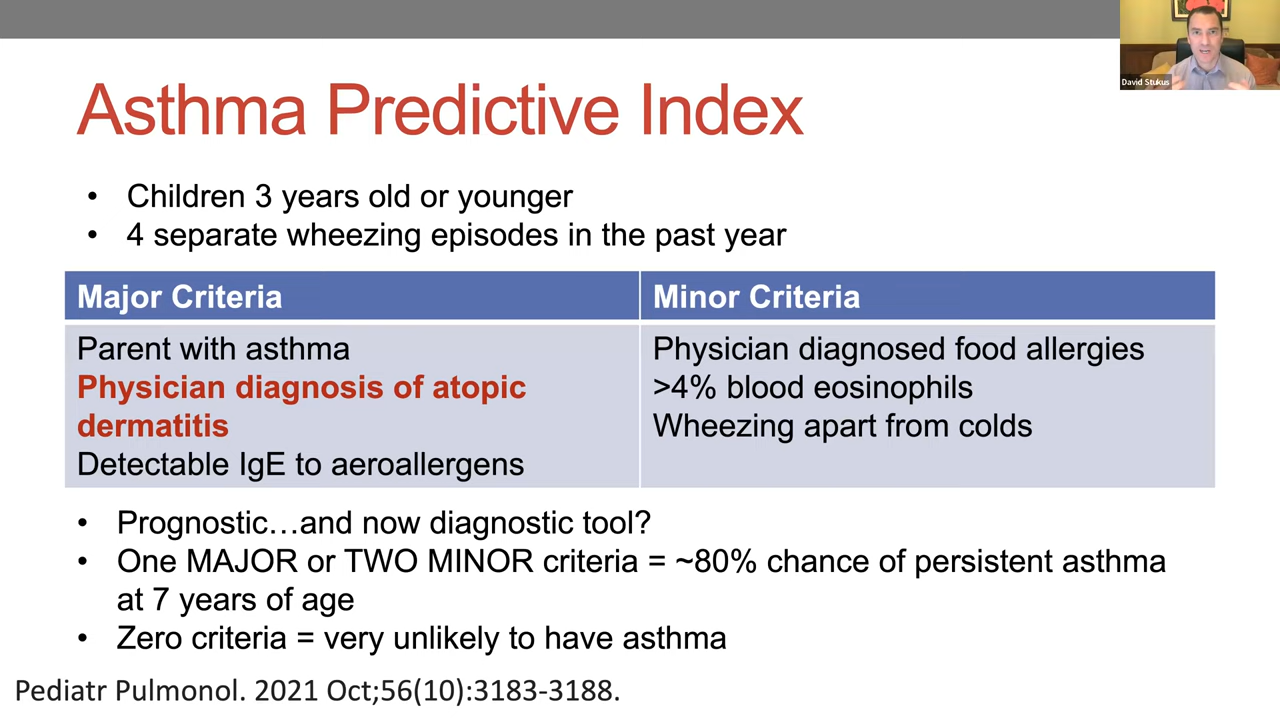 David Stukus
Asthma Predictive Index
• Children 3 years old or younger
• 4 separate wheezing episodes in the past year
Major Criteria
Parent with asthma
Physician diagnosis of atopic
dermatitis
Detectable IgE to aeroallergens
Minor Criteria
Physician diagnosed food allergies
>4% blood eosinophils
Wheezing apart from colds
• Prognostic…and now diagnostic tool?
• One MAJOR or TWO MINOR criteria = ~80% chance of persistent asthma
at 7 years of age
• Zero criteria = very unlikely to have asthma
Pediatr Pulmonol. 2021 Oct;56(10):3183-3188.